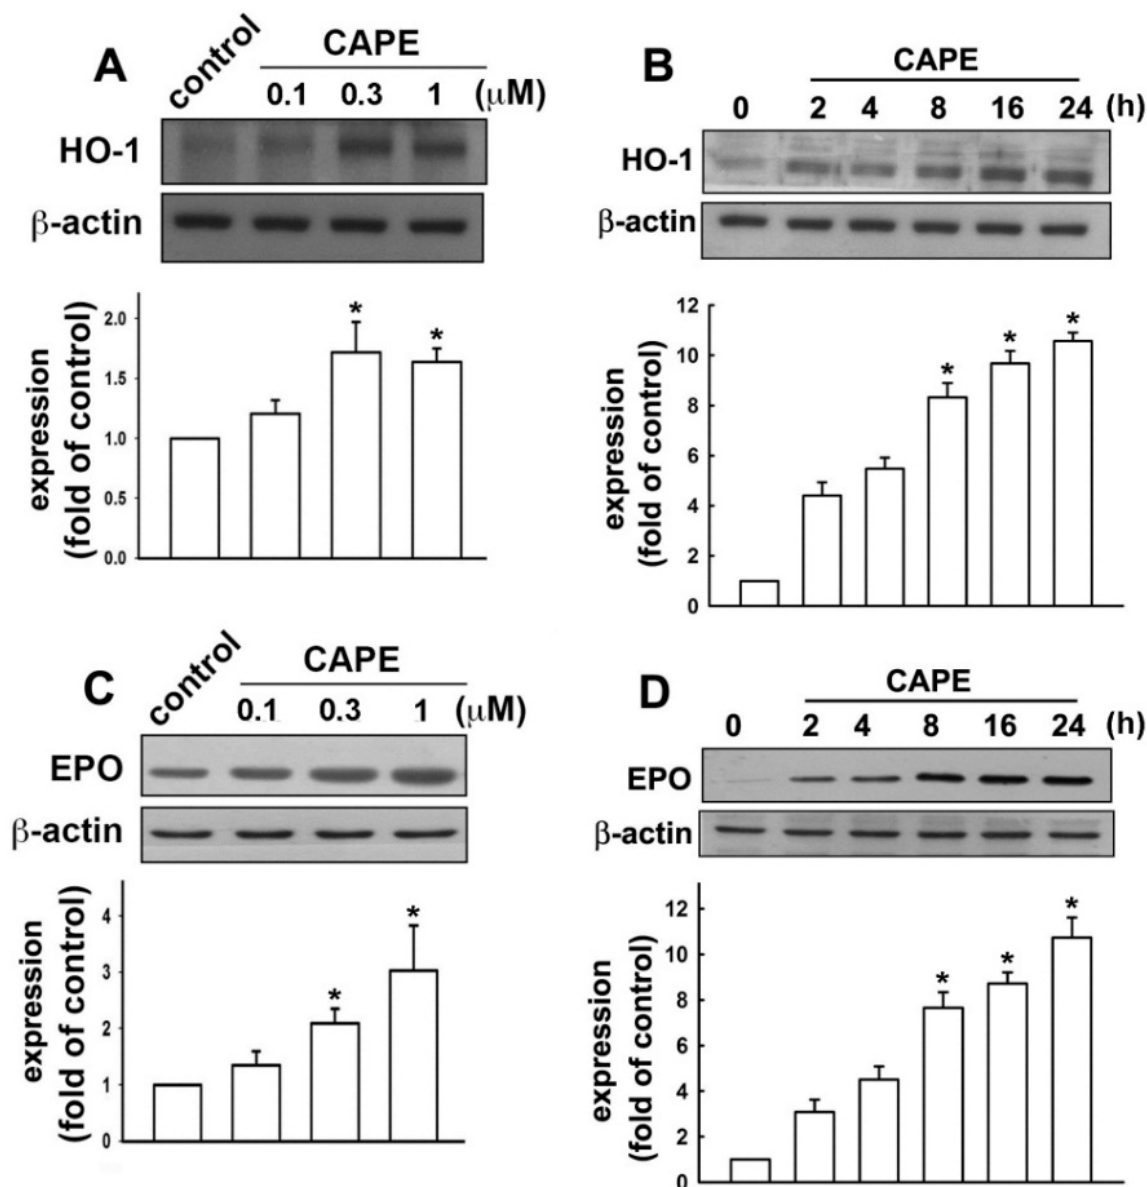 A
control
CAPE
0.1 0.3 1 (μM)
HO-1
β-actin
expression
(fold of control)
2.0
1.5
1.0
0.5
0.0
*
*
B
CAPE
0 2 4 8 16 24 (h)
HO-1
β-actin
expression
(fold of control)
12
10
8
6
4
2
0
*
*
*
C
control
CAPE
0.1 0.3 1 (μM)
EPO
β-actin
expression
(fold of control)
4
3
2
1
0
*
*
D
CAPE
0 2 4 8 16 24 (h)
EPO
β-actin
expression
(fold of control)
12
10
8
6
4
2
0
*
*
*